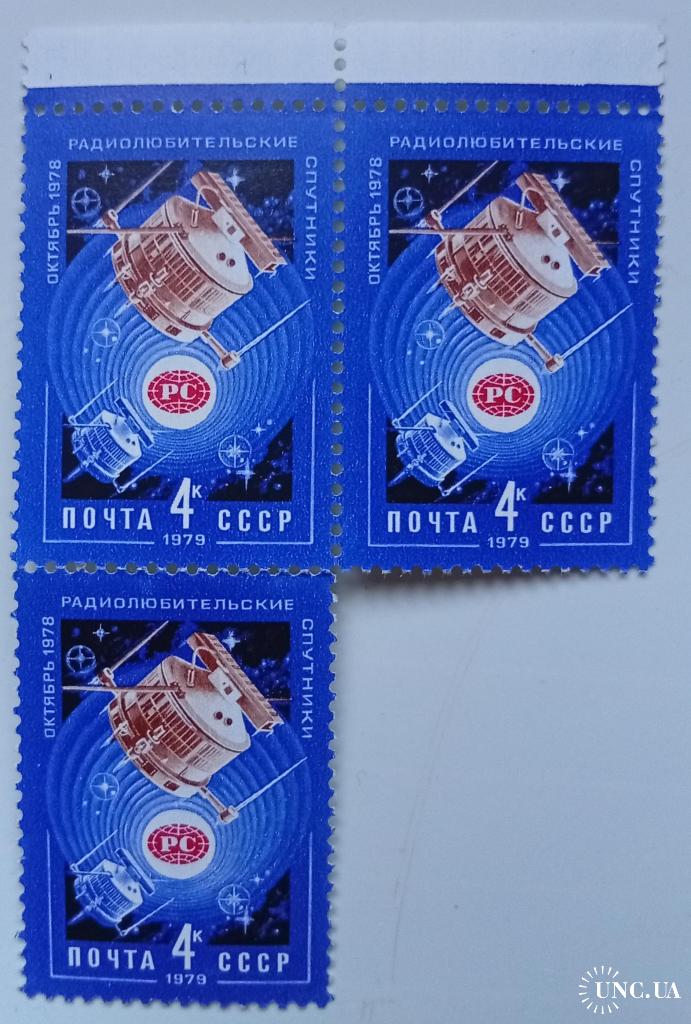 РАДИОЛЮБИТЕЛЬСКИЕ
СПУТНИКИ
ОКТЯБРЬ 1978
РС
ПОЧТА 4к СССР
1979
РАДИОЛЮБИТЕЛЬСКИЕ
СПУТНИКИ
ОКТЯБРЬ 1978
РС
ПОЧТА 4к СССР
1979
РАДИОЛЮБИТЕЛЬСКИЕ
СПУТНИКИ
ОКТЯБРЬ 1978
РС
ПОЧТА 4к СССР
1979
UNC.UA